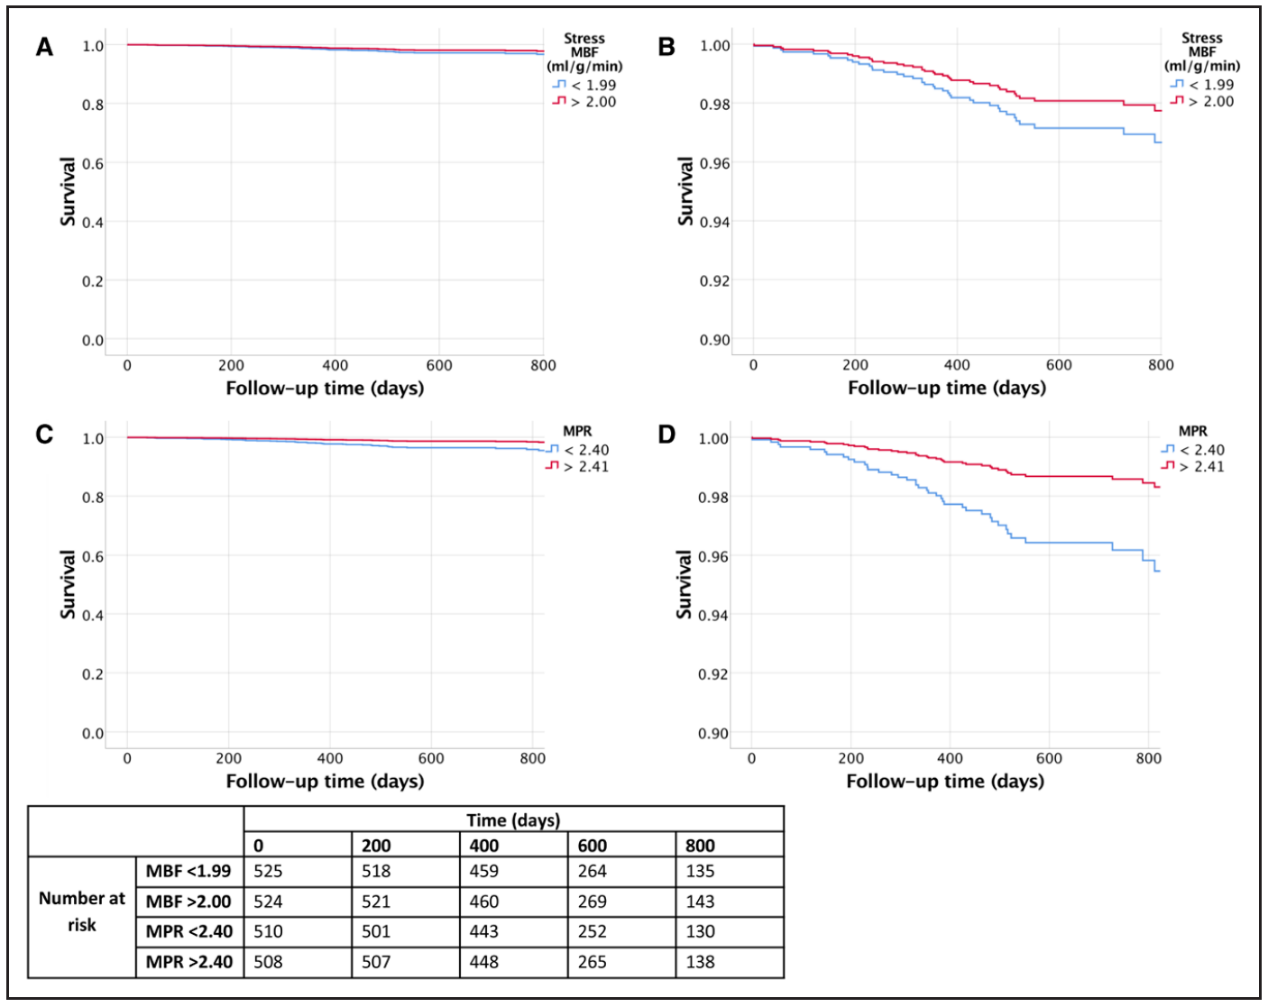 A
Stress
MBF
(ml/g/min)
< 1.99
> 2.00
1.0
0.8
0.6
0.4
0.2
0.0
Survival
0 200 400 600 800
Follow-up time (days)
B
Stress
MBF
(ml/g/min)
< 1.99
> 2.00
1.00
0.98
0.96
0.94
0.92
0.90
Survival
0 200 400 600 800
Follow-up time (days)
C
MPR
< 2.40
> 2.41
1.0
0.8
0.6
0.4
0.2
0.0
Survival
0 200 400 600 800
Follow-up time (days)
D
MPR
< 2.40
> 2.41
1.00
0.98
0.96
0.94
0.92
0.90
Survival
0 200 400 600 800
Follow-up time (days)
Time (days)
0 200 400 600 800
Number at
risk
MBF <1.99 525 518 459 264 135
MBF >2.00 524 521 460 269 143
MPR <2.40 510 501 443 252 130
MPR >2.40 508 507 448 265 138